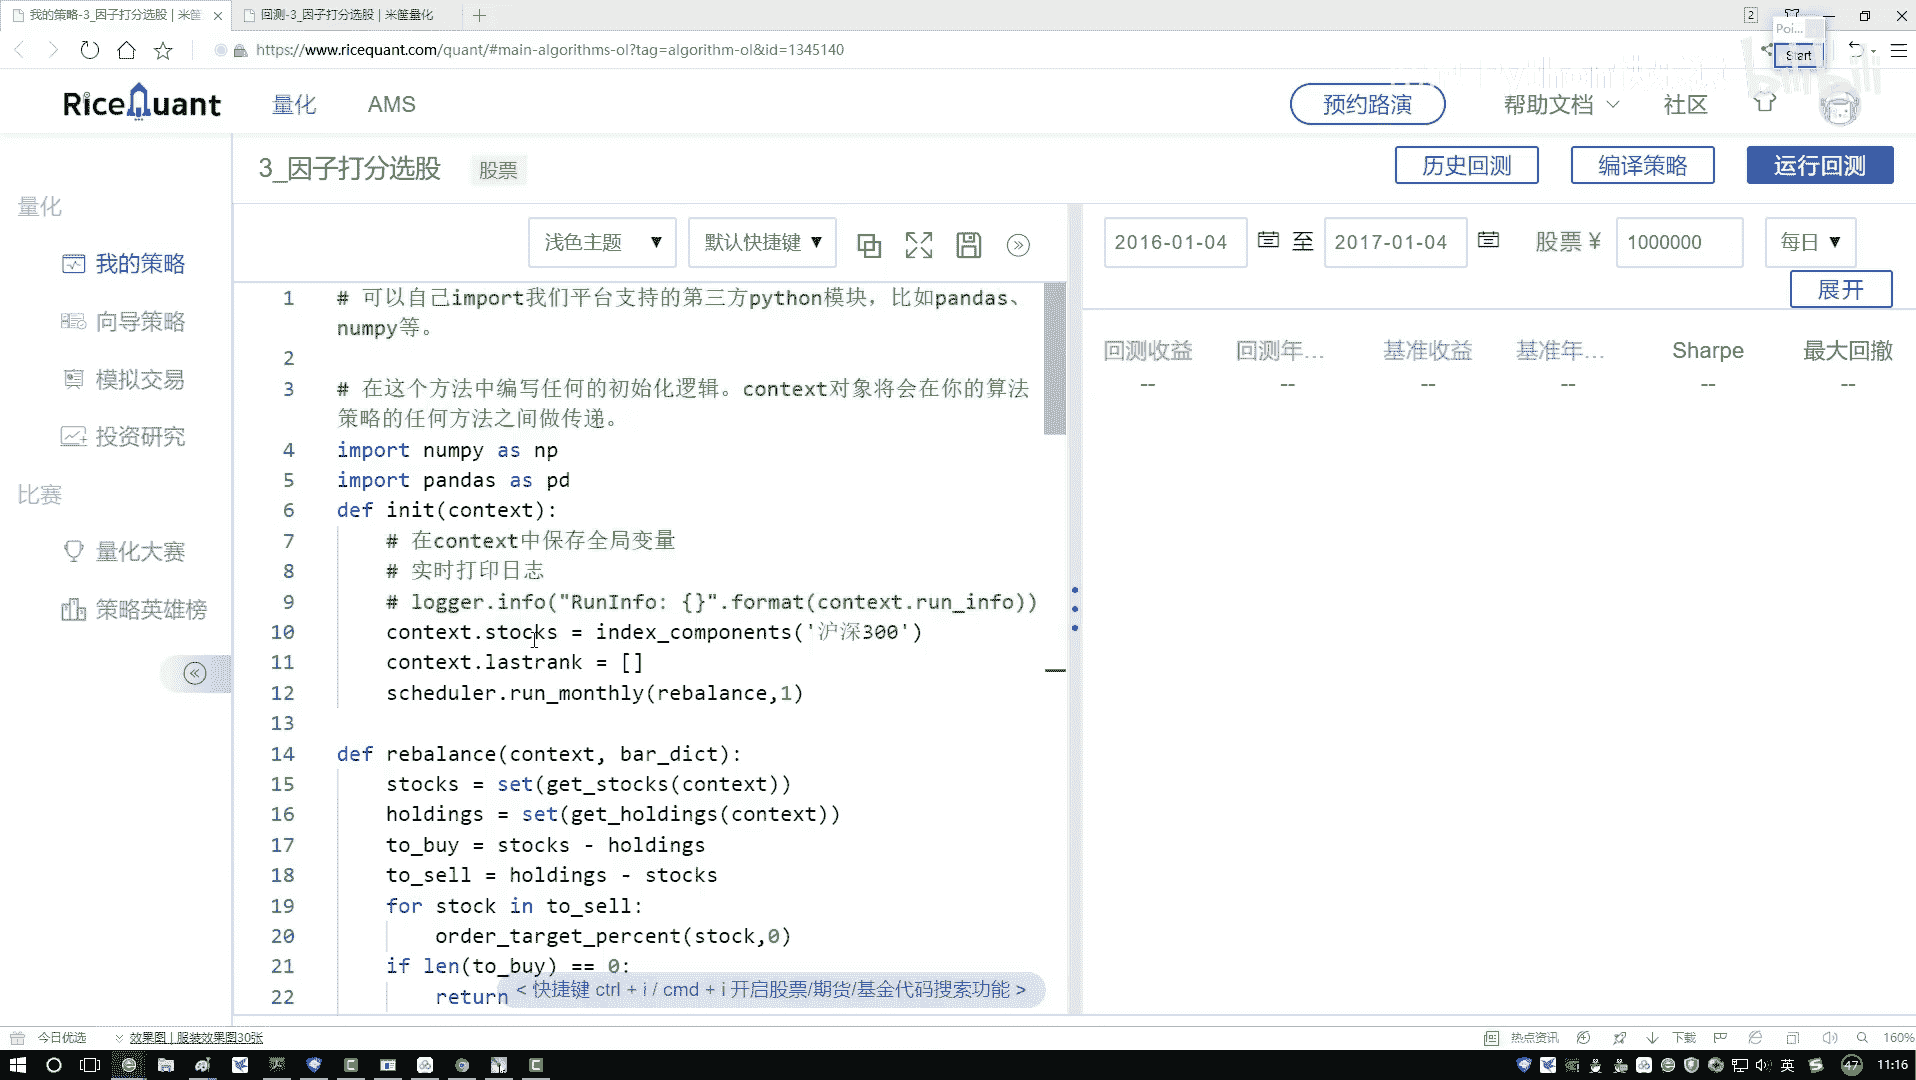 我的策略-3_因子打分选股 | 米筐
回测-3_因子打分选股 | 米筐量化
2
Poi...
https://www.ricequant.com/quant/#main-algorithms-ol?tag=algorithm-ol&id=1345140
Start
RiceQuant
量化
AMS
预约路演
帮助文档
社区
3_因子打分选股
股票
历史回测
编译策略
运行回测
量化
我的策略
向导策略
模拟交易
投资研究
比赛
量化大赛
策略英雄榜
浅色主题 ▼
默认快捷键 ▼
2016-01-04
至
2017-01-04
股票 ¥
1000000
每日 ▼
展开
回测收益
回测年...
基准收益
基准年...
Sharpe
最大回撤
-- -- -- -- -- --
1 # 可以自己import我们平台支持的第三方python模块，比如pandas、
numpy等。
2
3 # 在这个方法中编写任何的初始化逻辑。context对象将会在你的算法
策略的任何方法之间做传递。
4 import numpy as np
5 import pandas as pd
6 def init(context):
7 # 在context中保存全局变量
8 # 实时打印日志
9 # logger.info("RunInfo: {}".format(context.run_info))
10 context.stocks = index_components('沪深300')
11 context.lastrank = []
12 scheduler.run_monthly(rebalance,1)
13
14 def rebalance(context, bar_dict):
15 stocks = set(get_stocks(context))
16 holdings = set(get_holdings(context))
17 to_buy = stocks - holdings
18 to_sell = holdings - stocks
19 for stock in to_sell:
20 order_target_percent(stock,0)
21 if len(to_buy) == 0:
22 return
< 快捷键 ctrl + i / cmd + i 开启股票/期货/基金代码搜索功能 >
今日优选
效果图 | 服装效果图30张
热点资讯
下载
160%
英
47
11:16